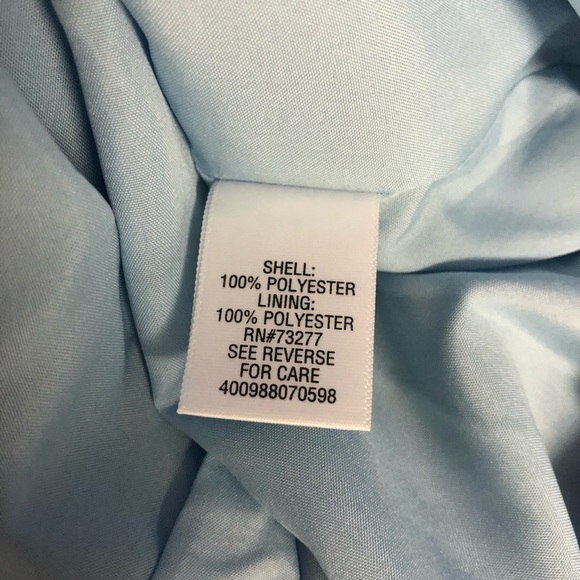 SHELL:
100% POLYESTER
LINING:
100% POLYESTER
RN#73277
SEE REVERSE
FOR CARE
400988070598